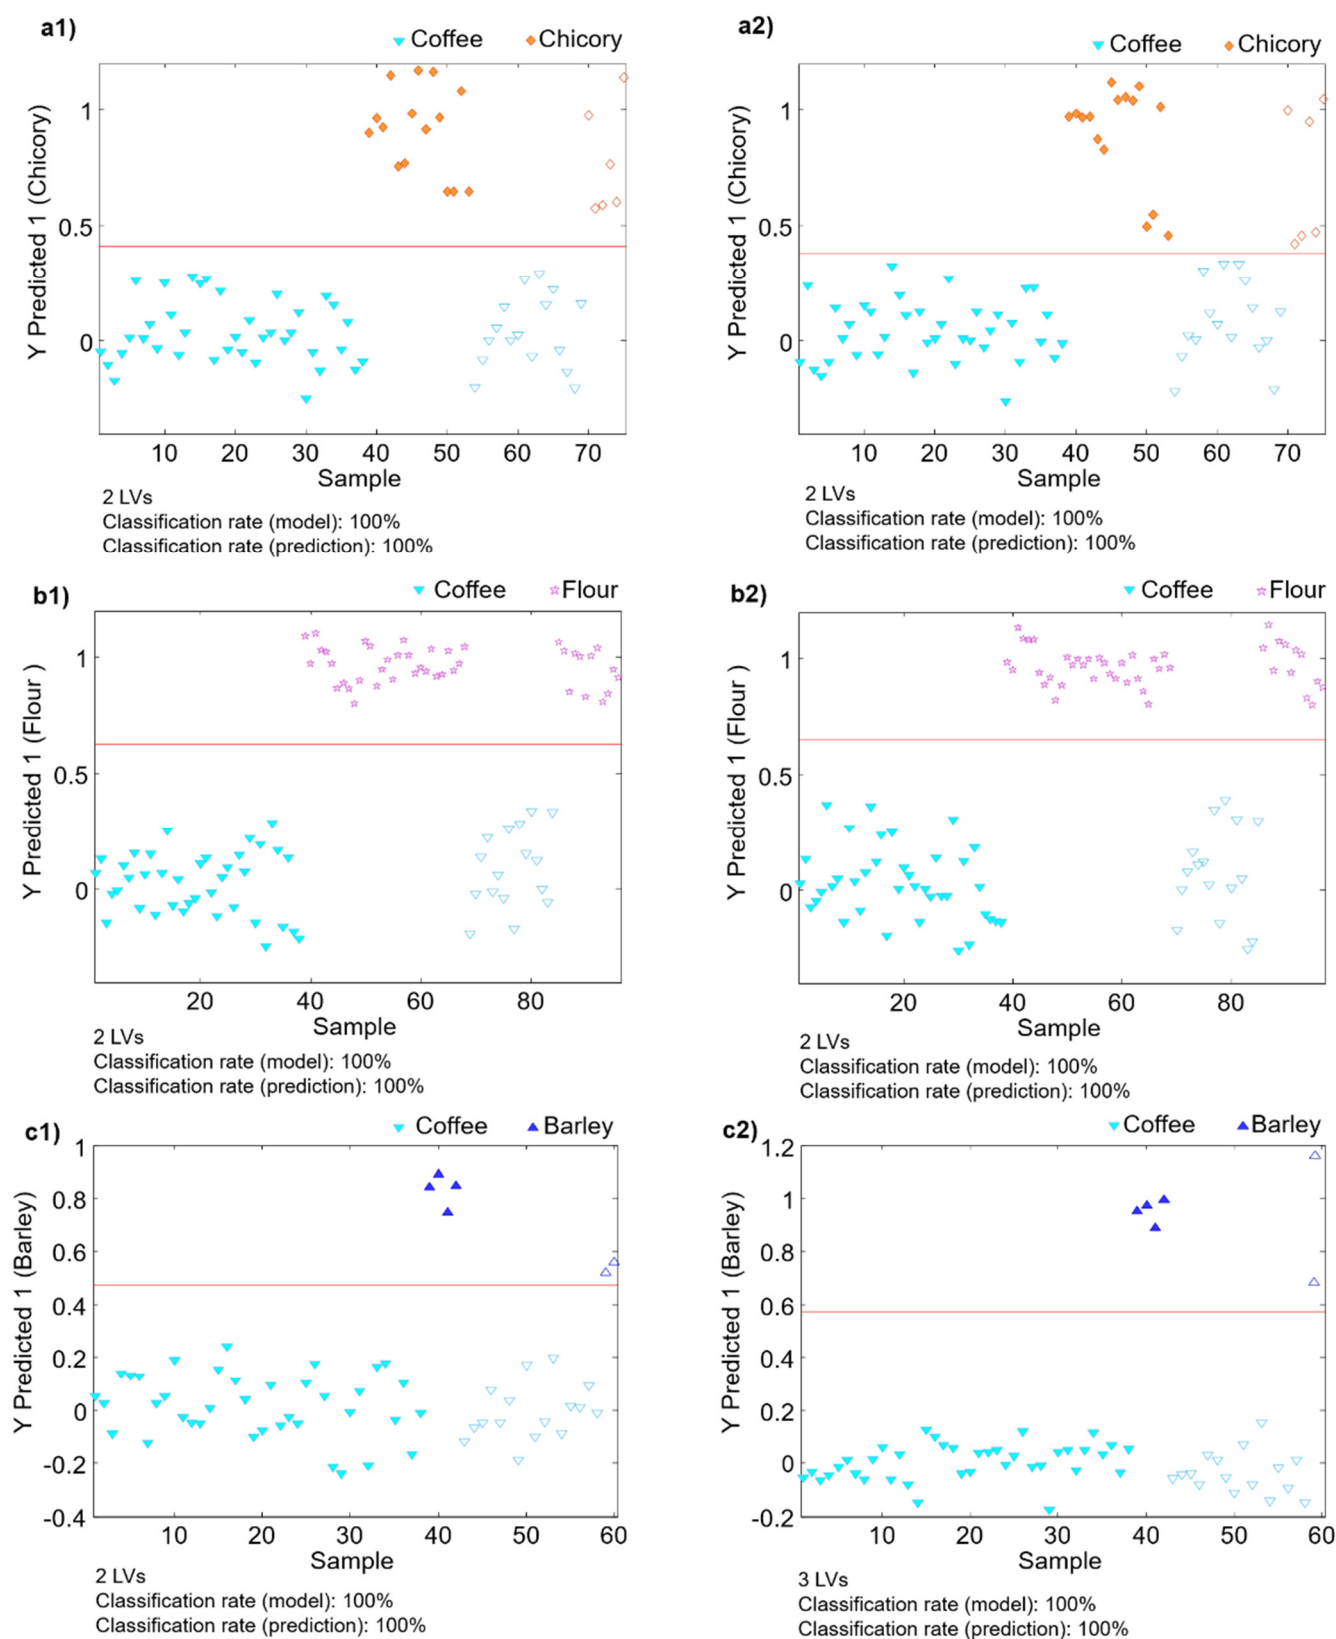 a1)
Coffee Chicory
Y Predicted 1 (Chicory)
1
0.5
0
10 20 30 40 50 60 70
Sample
2 LVs
Classification rate (model): 100%
Classification rate (prediction): 100%
a2)
Coffee Chicory
Y Predicted 1 (Chicory)
1
0.5
0
10 20 30 40 50 60 70
Sample
2 LVs
Classification rate (model): 100%
Classification rate (prediction): 100%
b1)
Coffee Flour
Y Predicted 1 (Flour )
1
0.5
0
20 40 60 80
Sample
2 LVs
Classification rate (model): 100%
Classification rate (prediction): 100%
b2)
Coffee Flour
Y Predicted 1 (Flour
1
0.5
0
20 40 60 80
Sample
2 LVs
Classification rate (model): 100%
Classification rate (prediction): 100%
c1)
Coffee Barley
Y Predicted 1 (Barley)
1
0.8
0.6
0.4
0.2
0
-0.2
-0.4
10 20 30 40 50 60
Sample
2 LVs
Classification rate (model): 100%
Classification rate (prediction): 100%
c2)
Coffee Barley
Y Predicted 1 (Barley)
1.2
1
0.8
0.6
0.4
0.2
0
-0.2
10 20 30 40 50 60
Sample
3 LVs
Classification rate (model): 100%
Classification rate (prediction): 100%